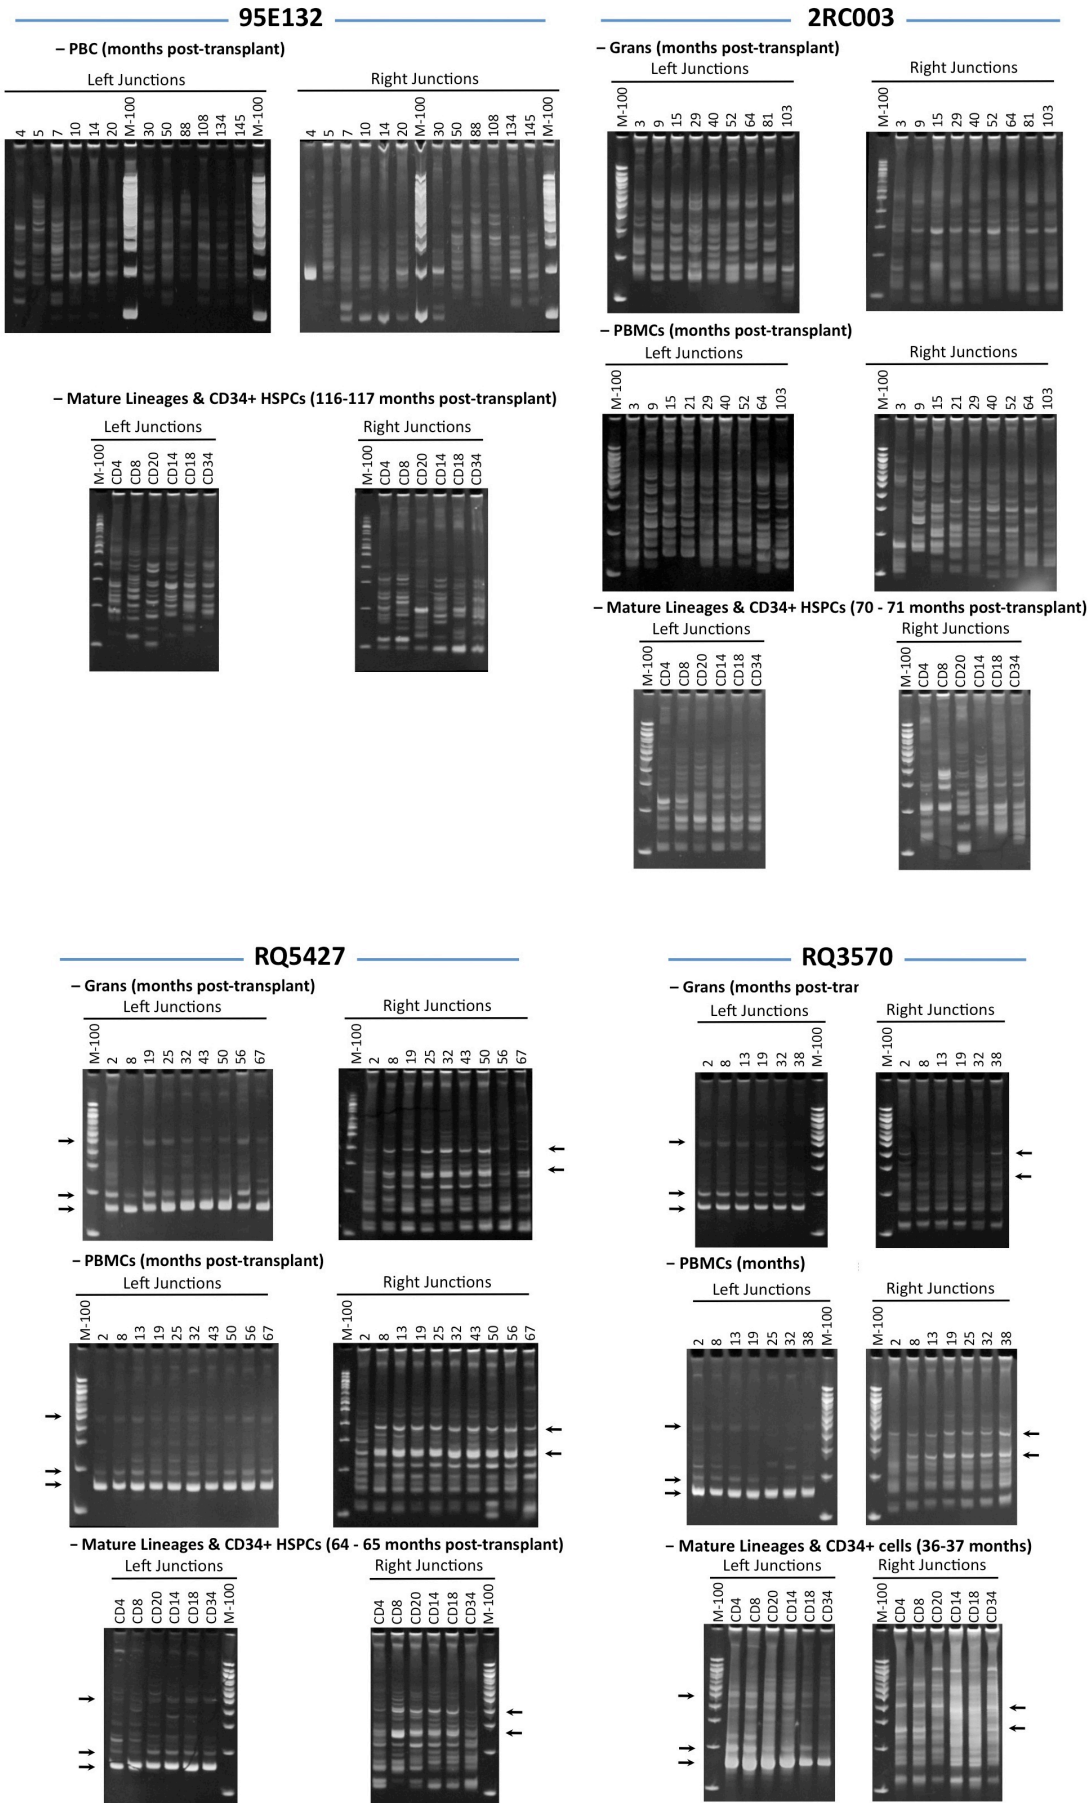 95E132
– PBC (months post-transplant)
Left Junctions
Right Junctions
4 5 7 10 14 20 M-100 30 50 88 108 134 145 M-100
4 5 7 10 14 20 M-100 30 50 88 108 134 145 M-100
– Mature Lineages & CD34+ HSPCs (116-117 months post-transplant)
Left Junctions
Right Junctions
M-100 CD4 CD8 CD20 CD14 CD18 CD34
M-100 CD4 CD8 CD20 CD14 CD18 CD34
2RC003
– Grans (months post-transplant)
Left Junctions
Right Junctions
M-100 3 9 15 29 40 52 64 81 103
M-100 3 9 15 29 40 52 64 81 103
– PBMCs (months post-transplant)
Left Junctions
Right Junctions
M-100 3 9 15 21 29 40 52 64 103
M-100 3 9 15 21 29 40 52 64 103
– Mature Lineages & CD34+ HSPCs (70 - 71 months post-transplant)
Left Junctions
Right Junctions
M-100 CD4 CD8 CD20 CD14 CD18 CD34
M-100 CD4 CD8 CD20 CD14 CD18 CD34
RQ5427
– Grans (months post-transplant)
Left Junctions
Right Junctions
M-100 2 8 19 25 32 43 50 56 67
M-100 2 8 19 25 32 43 50 67
– PBMCs (months post-transplant)
Left Junctions
Right Junctions
M-100 2 8 13 19 25 32 43 50 56 67
M-100 2 8 13 19 25 32 43 50 56 67
– Mature Lineages & CD34+ HSPCs (64 - 65 months post-transplant)
Left Junctions
Right Junctions
CD4 CD8 CD20 CD14 CD18 CD34 M-100
CD4 CD8 CD20 CD14 CD18 CD34 M-100
RQ3570
– Grans (months post-trar
Left Junctions
Right Junctions
2 8 13 19 32 38 M-100
2 8 13 19 32 38
– PBMCs (months)
Left Junctions
Right Junctions
2 8 13 19 25 32 38 M-100
M-100 2 8 13 19 25 32 38
– Mature Lineages & CD34+ cells (36-37 months)
Left Junctions
Right Junctions
M-100 CD4 CD8 CD20 CD14 CD18 CD34
M-100 CD4 CD8 CD20 CD14 CD18 CD34